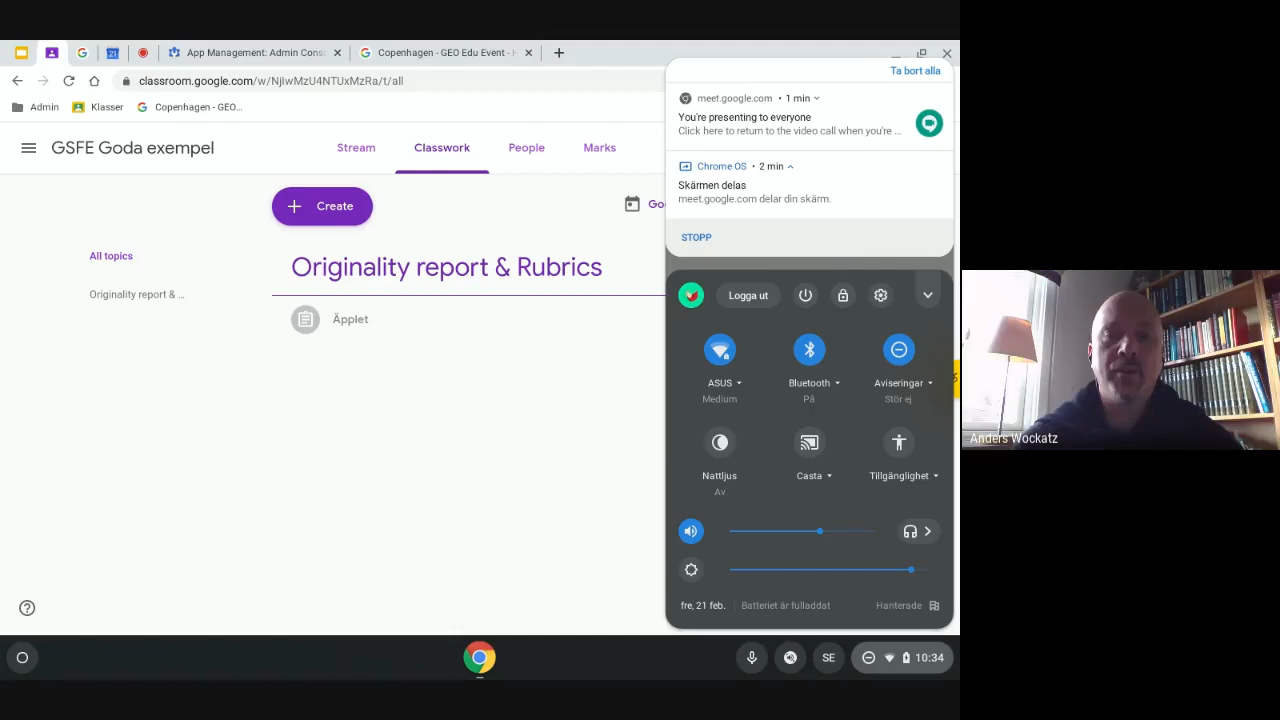 App Management: Admin Cons
Copenhagen - GEO Edu Event -
classroom.google.com/w/NjIwMzU4NTUxMzRa/t/all
Admin
Klasser
Copenhagen - GEO...
GSFE Goda exempel
Stream
Classwork
People
Marks
Create
Goo
All topics
Originality report & ...
Originality report & Rubrics
Äpplet
Ta bort alla
meet.google.com • 1 min
You're presenting to everyone
Click here to return to the video call when you're ...
Chrome OS • 2 min
Skärmen delas
meet.google.com delar din skärm.
STOPP
Logga ut
ASUS
Medium
Bluetooth
På
Aviseringar
Stör ej
Nattljus
Av
Casta
Tillgänglighet
fre, 21 feb.
Batteriet är fulladdat
Hanterade
SE
10:34
Anders Wockatz